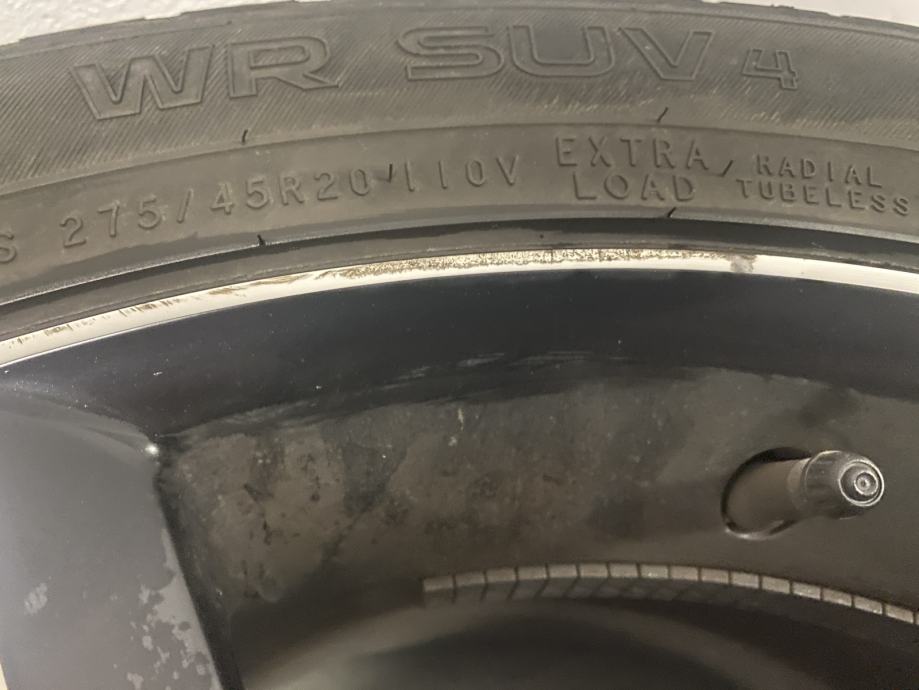 WR SUV 4
S 275/45R20 110V EXTRA LOAD RADIAL TUBELESS